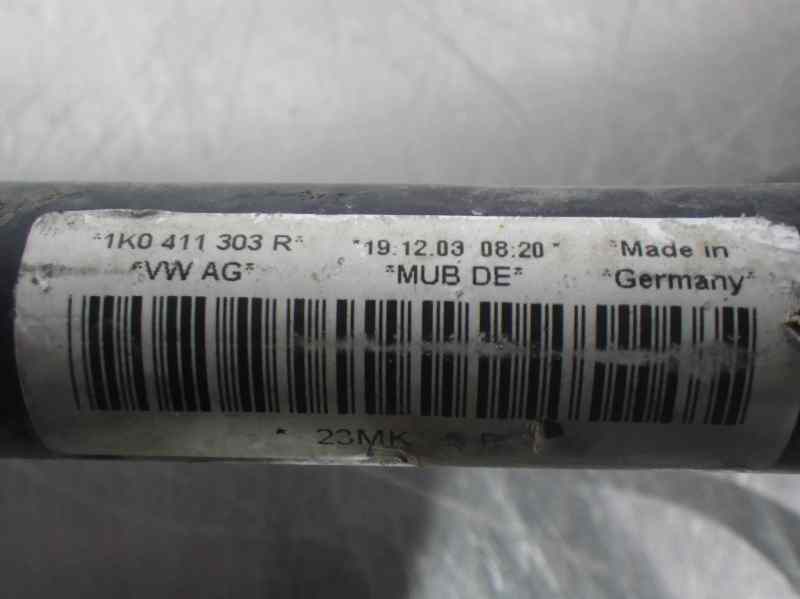 *1K0 411 303 R* *19.12.03 08:20* *Made in
*VW AG* *MUB DE* *Germany*
* 23MK